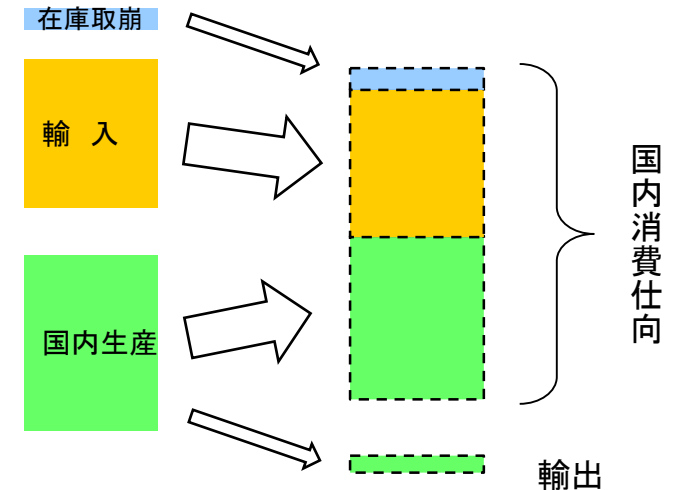 在庫取崩
輸 入
国内生産
国内消費仕向
輸出